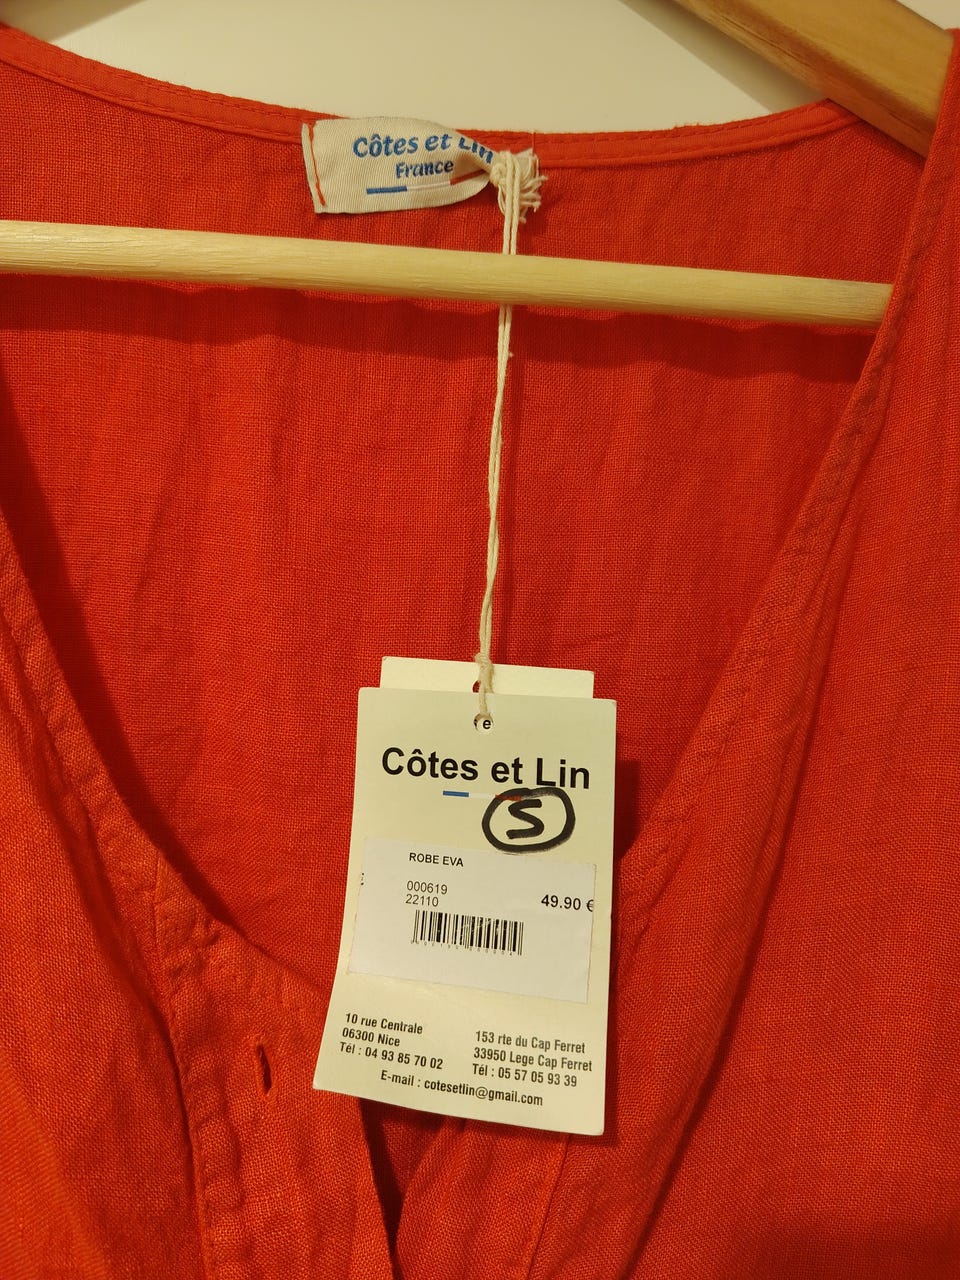 Côtes et Lin
France
e
Côtes et Lin
S
ROBE EVA
000619
22110
49.90 €
10 rue Centrale
06300 Nice
Tél : 04 93 85 70 02
153 rte du Cap Ferret
33950 Lege Cap Ferret
Tél : 05 57 05 93 39
E-mail : cotesetlin@gmail.com